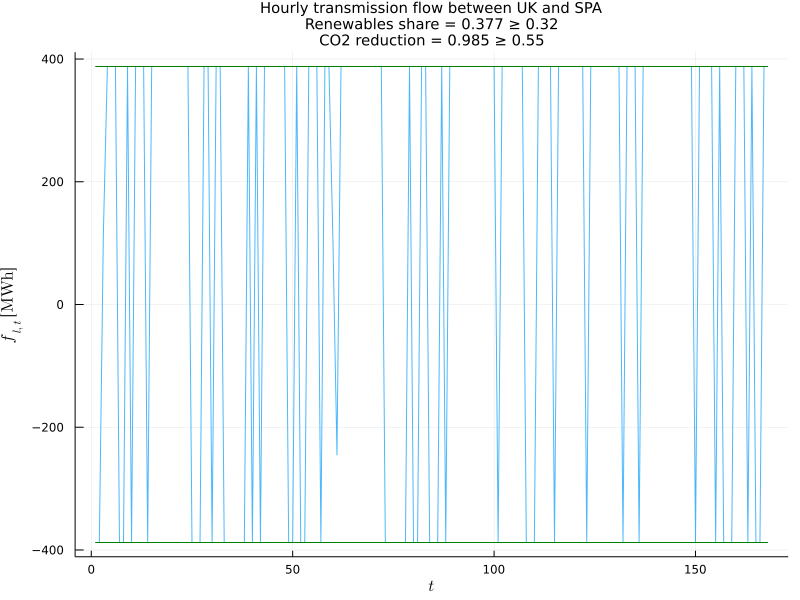 Hourly transmission flow between UK and SPA
Renewables share = 0.377 ≥ 0.32
CO2 reduction = 0.985 ≥ 0.55
400
200
0
−200
−400
f l,t [MWh]
0
50
100
150
t